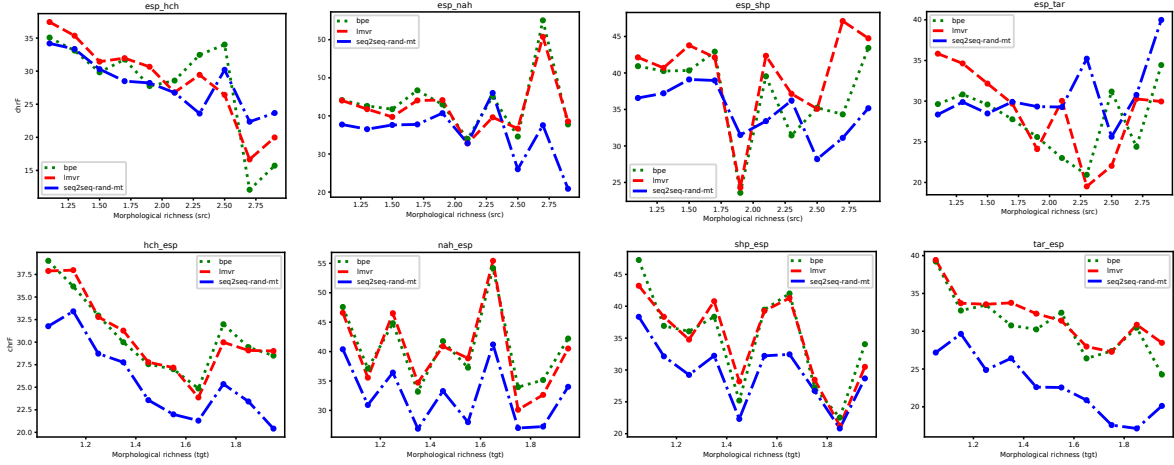 esp_hch
chrF
35
30
25
20
15
bpe
lmvr
seq2seq-rand-mt
1.25 1.50 1.75 2.00 2.25 2.50 2.75
Morphological richness (src)
esp_nah
50
40
30
20
bpe
lmvr
seq2seq-rand-mt
1.25 1.50 1.75 2.00 2.25 2.50 2.75
Morphological richness (src)
esp_shp
45
40
35
30
25
bpe
lmvr
seq2seq-rand-mt
1.25 1.50 1.75 2.00 2.25 2.50 2.75
Morphological richness (src)
esp_tar
40
35
30
25
20
bpe
lmvr
seq2seq-rand-mt
1.25 1.50 1.75 2.00 2.25 2.50 2.75
Morphological richness (src)
hch_esp
chrF
37.5
35.0
32.5
30.0
27.5
25.0
22.5
20.0
bpe
lmvr
seq2seq-rand-mt
1.2 1.4 1.6 1.8
Morphological richness (tgt)
nah_esp
55
50
45
40
35
30
bpe
lmvr
seq2seq-rand-mt
1.2 1.4 1.6 1.8
Morphological richness (tgt)
shp_esp
45
40
35
30
25
20
bpe
lmvr
seq2seq-rand-mt
1.2 1.4 1.6 1.8
Morphological richness (tgt)
tar_esp
40
35
30
25
20
bpe
lmvr
seq2seq-rand-mt
1.2 1.4 1.6 1.8
Morphological richness (tgt)